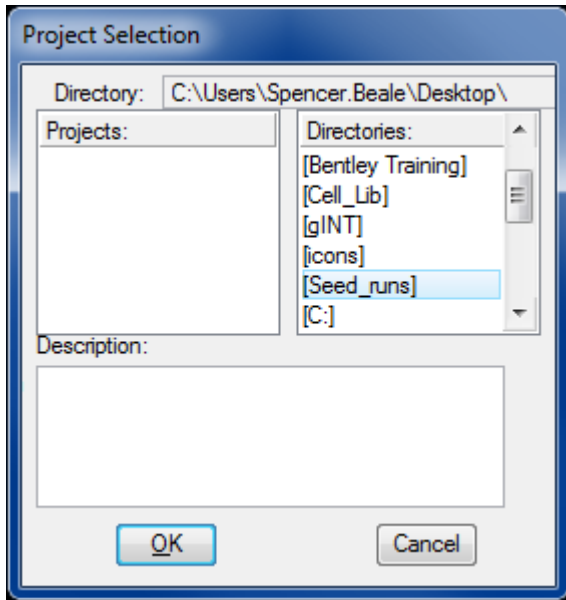 Project Selection
Directory: C:\Users\Spencer.Beale\Desktop\
Projects:
Directories:
[Bentley Training]
[Cell_Lib]
[gINT]
[icons]
[Seed_runs]
[C:]
Description:
OK
Cancel